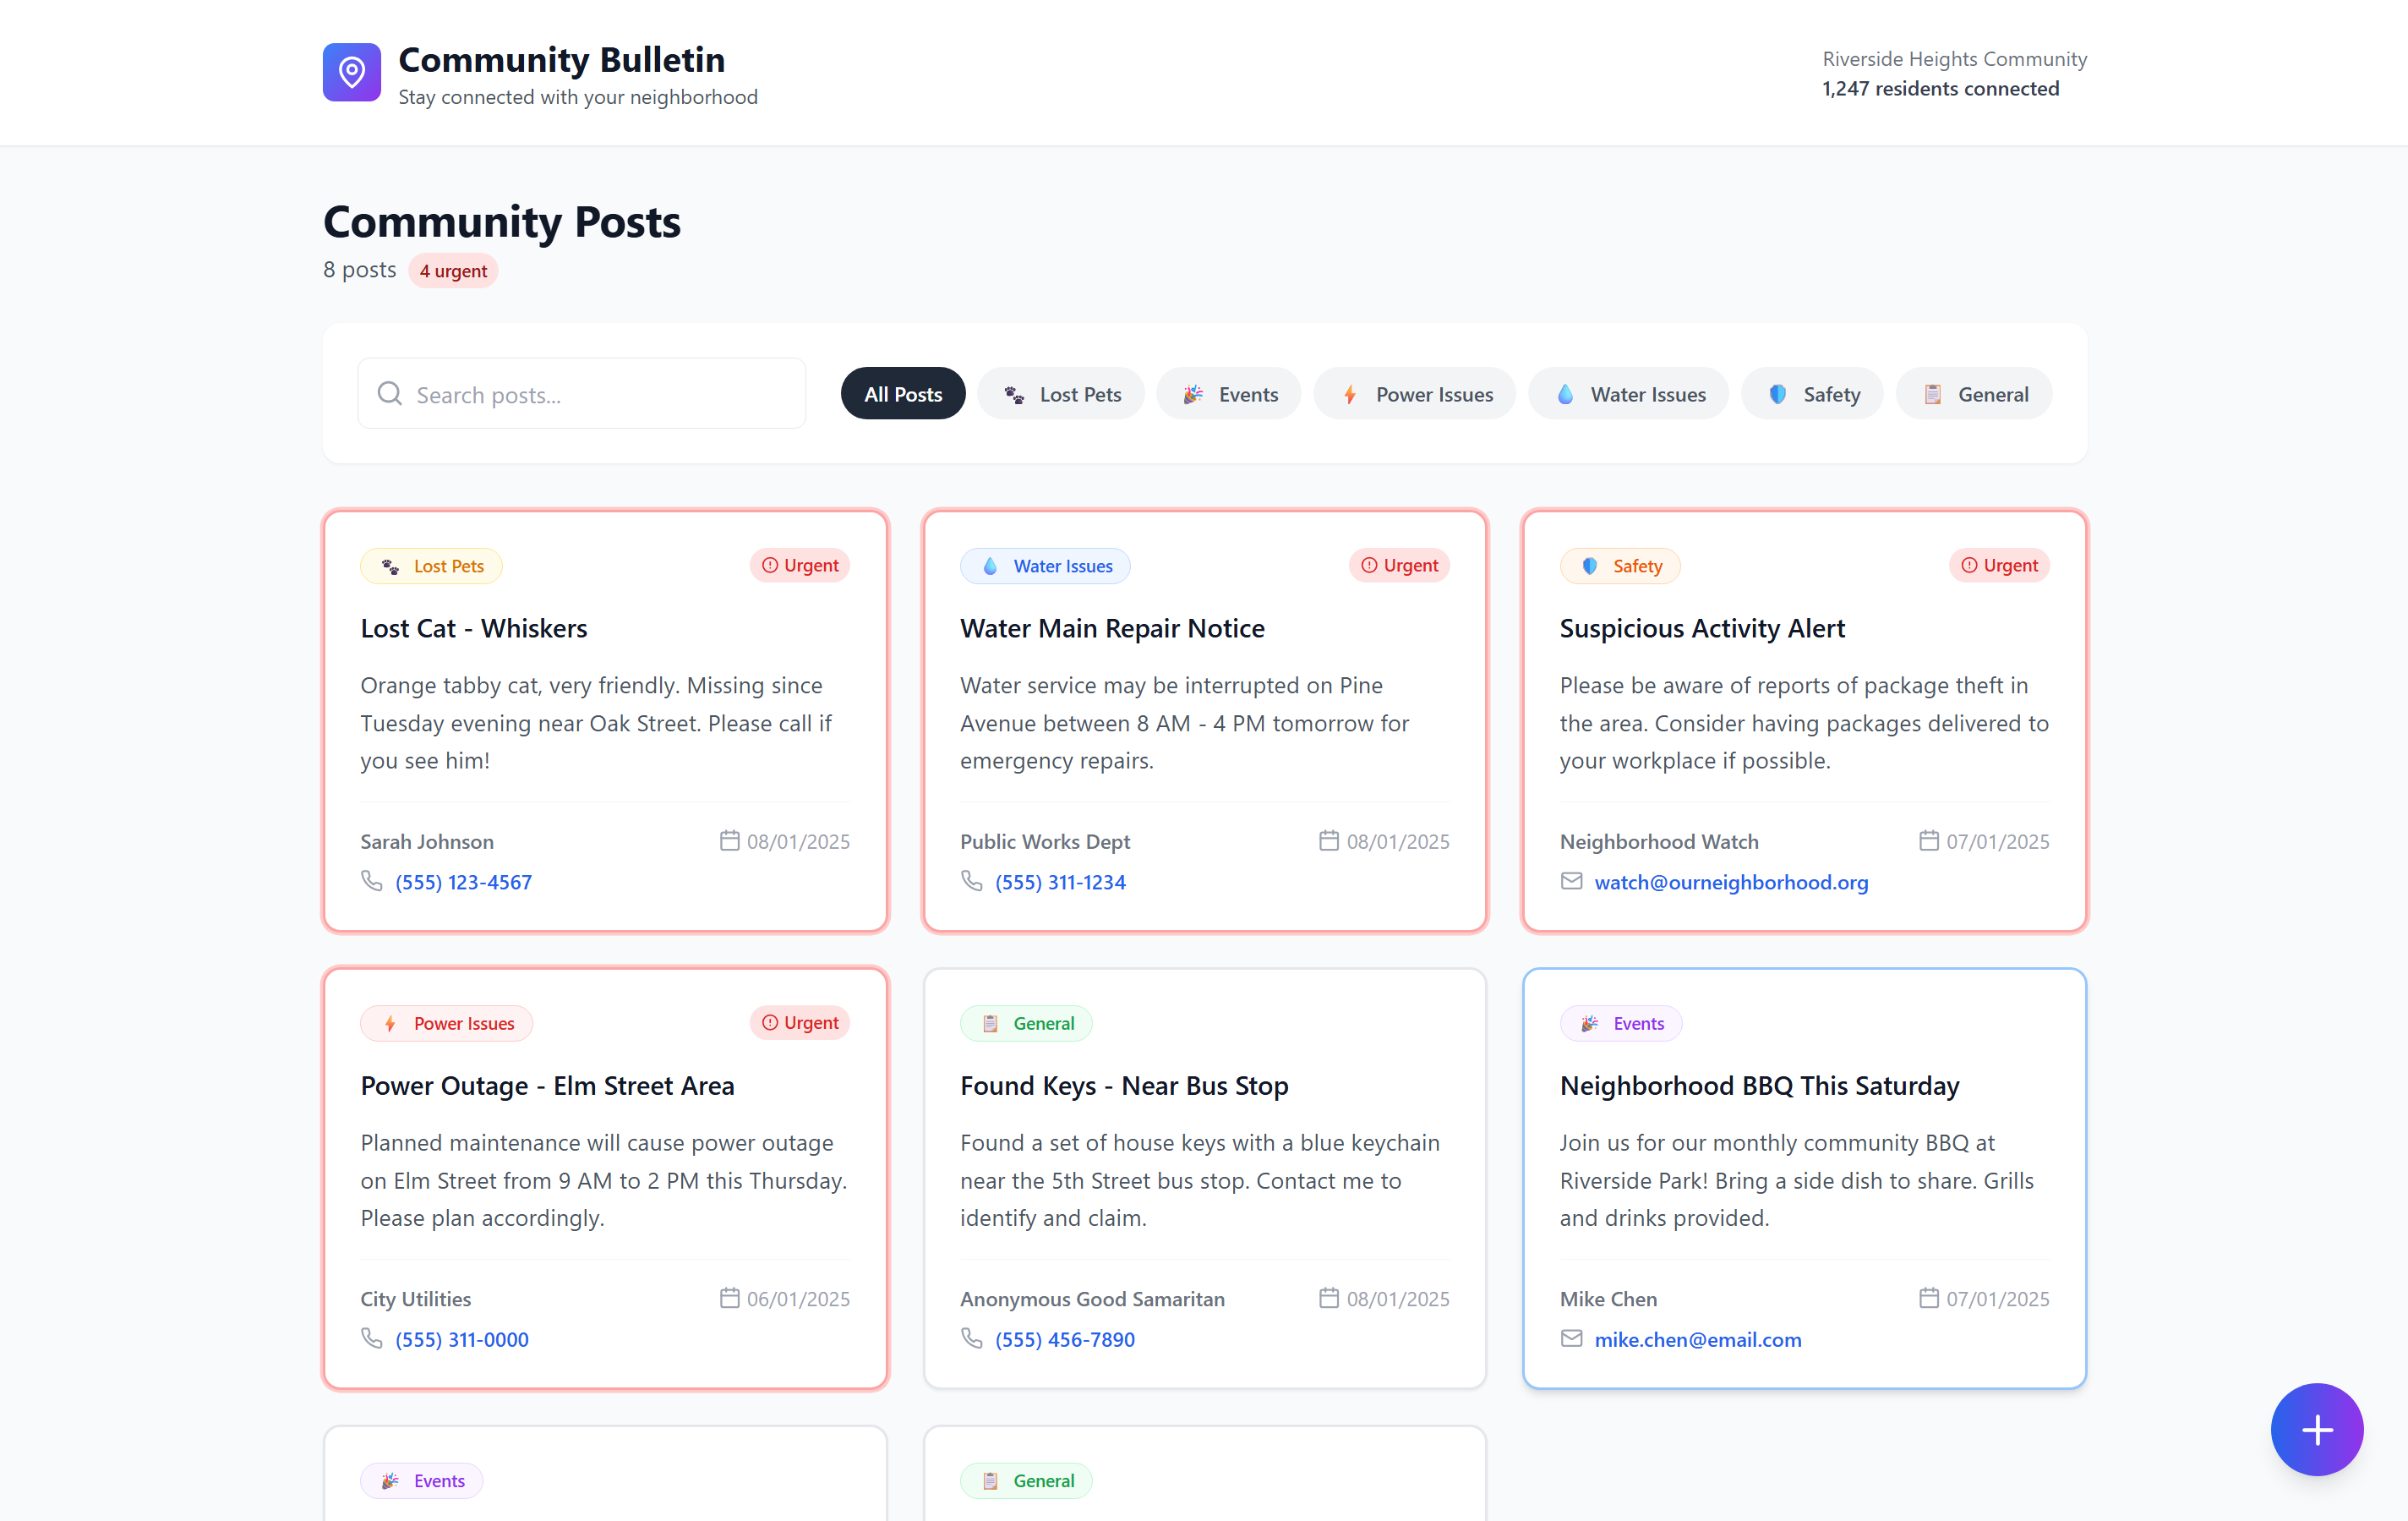 Community Bulletin
Stay connected with your neighborhood
Riverside Heights Community
1,247 residents connected
Community Posts
8 posts
4 urgent
Search posts...
All Posts
Lost Pets
Events
Power Issues
Water Issues
Safety
General
Lost Pets
Urgent
Lost Cat - Whiskers
Orange tabby cat, very friendly. Missing since
Tuesday evening near Oak Street. Please call if
you see him!
Sarah Johnson
08/01/2025
(555) 123-4567
Water Issues
Urgent
Water Main Repair Notice
Water service may be interrupted on Pine
Avenue between 8 AM - 4 PM tomorrow for
emergency repairs.
Public Works Dept
08/01/2025
(555) 311-1234
Safety
Urgent
Suspicious Activity Alert
Please be aware of reports of package theft in
the area. Consider having packages delivered to
your workplace if possible.
Neighborhood Watch
07/01/2025
watch@ourneighborhood.org
Power Issues
Urgent
Power Outage - Elm Street Area
Planned maintenance will cause power outage
on Elm Street from 9 AM to 2 PM this Thursday.
Please plan accordingly.
City Utilities
06/01/2025
(555) 311-0000
General
Found Keys - Near Bus Stop
Found a set of house keys with a blue keychain
near the 5th Street bus stop. Contact me to
identify and claim.
Anonymous Good Samaritan
08/01/2025
(555) 456-7890
Events
Neighborhood BBQ This Saturday
Join us for our monthly community BBQ at
Riverside Park! Bring a side dish to share. Grills
and drinks provided.
Mike Chen
07/01/2025
mike.chen@email.com
Events
General